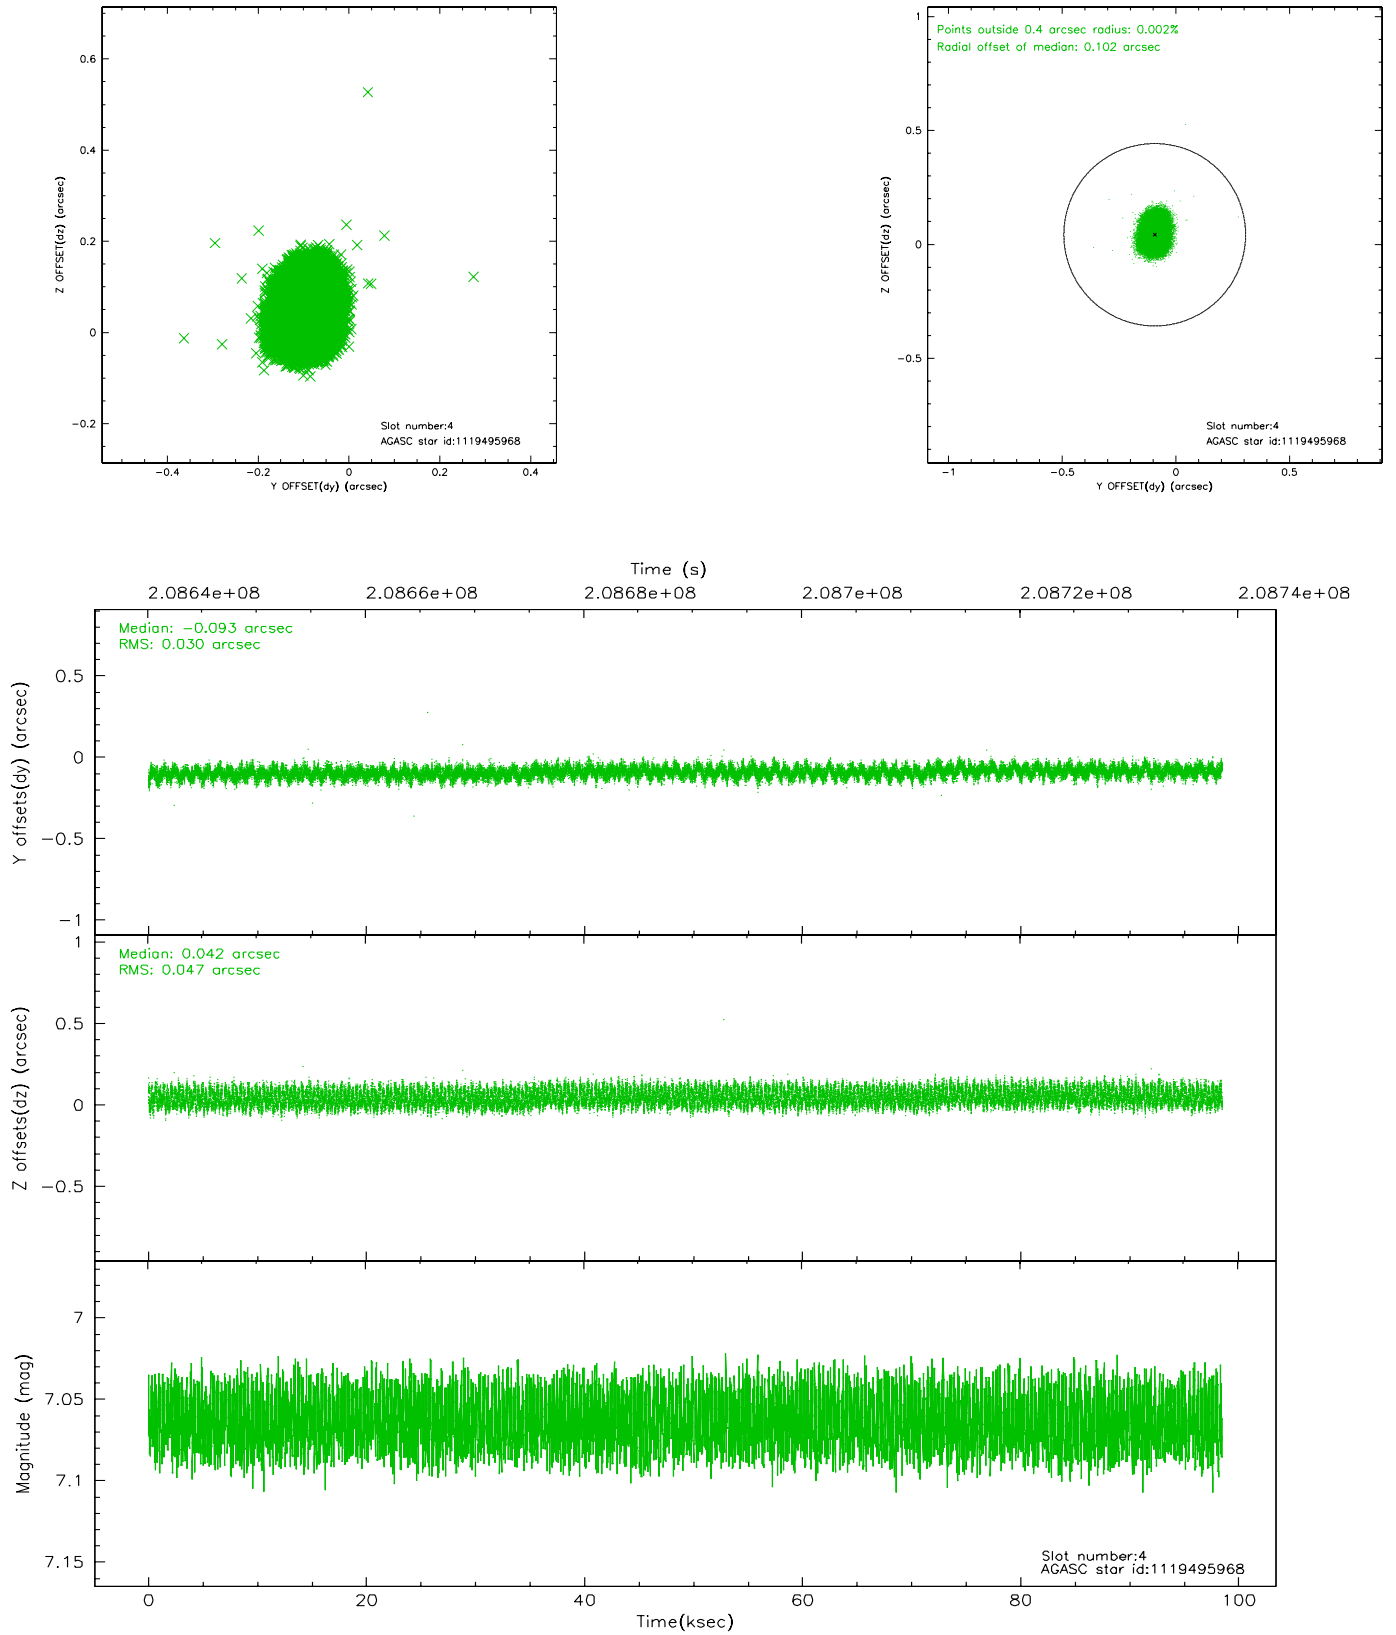 0.6
0.4
0.2
0
−0.2
Z OFFSET(dz) (arcsec)
Slot number:4
AGASC star id:1119495968
−0.4 −0.2 0 0.2 0.4
Y OFFSET(dy) (arcsec)
Points outside 0.4 arcsec radius: 0.002%
Radial offset of median: 0.102 arcsec
1
0.5
0
−0.5
Z OFFSET(dz) (arcsec)
Slot number:4
AGASC star id:1119495968
−1 −0.5 0 0.5
Y OFFSET(dy) (arcsec)
Time (s)
2.0864e+08 2.0866e+08 2.0868e+08 2.087e+08 2.0872e+08 2.0874e+08
Median: −0.093 arcsec
RMS: 0.030 arcsec
0.5
0
−0.5
−1
Y offsets(dy) (arcsec)
Median: 0.042 arcsec
RMS: 0.047 arcsec
1
0.5
0
−0.5
Z offsets(dz) (arcsec)
7
7.05
7.1
7.15
Magnitude (mag)
Slot number:4
AGASC star id:1119495968
0 20 40 60 80 100
Time(ksec)